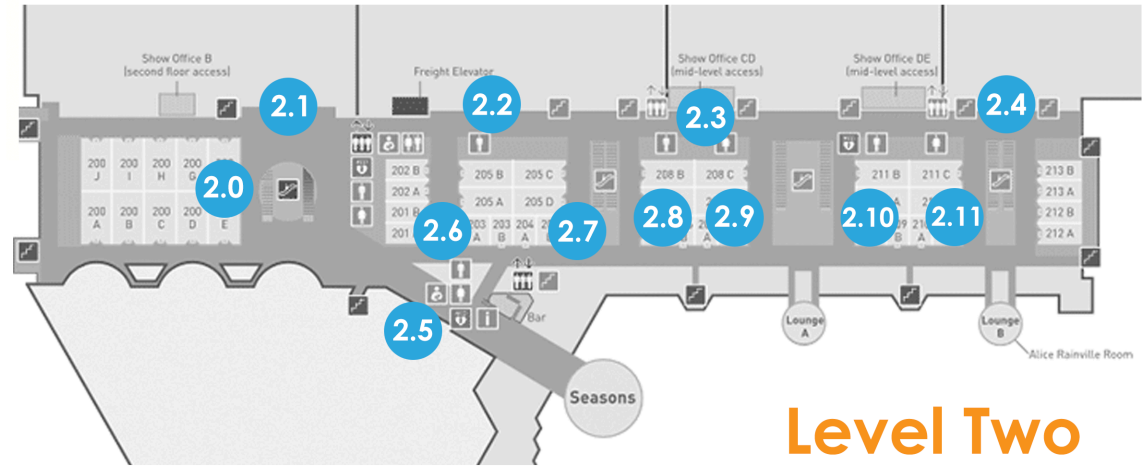 Show Office B
(second floor access)
Freight Elevator
Show Office CD
(mid-level access)
Show Office DE
(mid-level access)
2.1
2.2
2.3
2.4
200
J
200
I
200
H
200
G
200
A
200
B
200
C
200
D
E
2.0
202 B
202 A
201 B
201
205 B
205 C
205 A
205 D
203
A
203
B
204
A
208 B
208 C
211 B
211 C
213 B
213 A
212 B
212 A
2.6
2.7
2.8
2.9
2.10
2.11
2.5
Bar
Lounge
A
Lounge
B
Alice Rainville Room
Seasons
Level Two